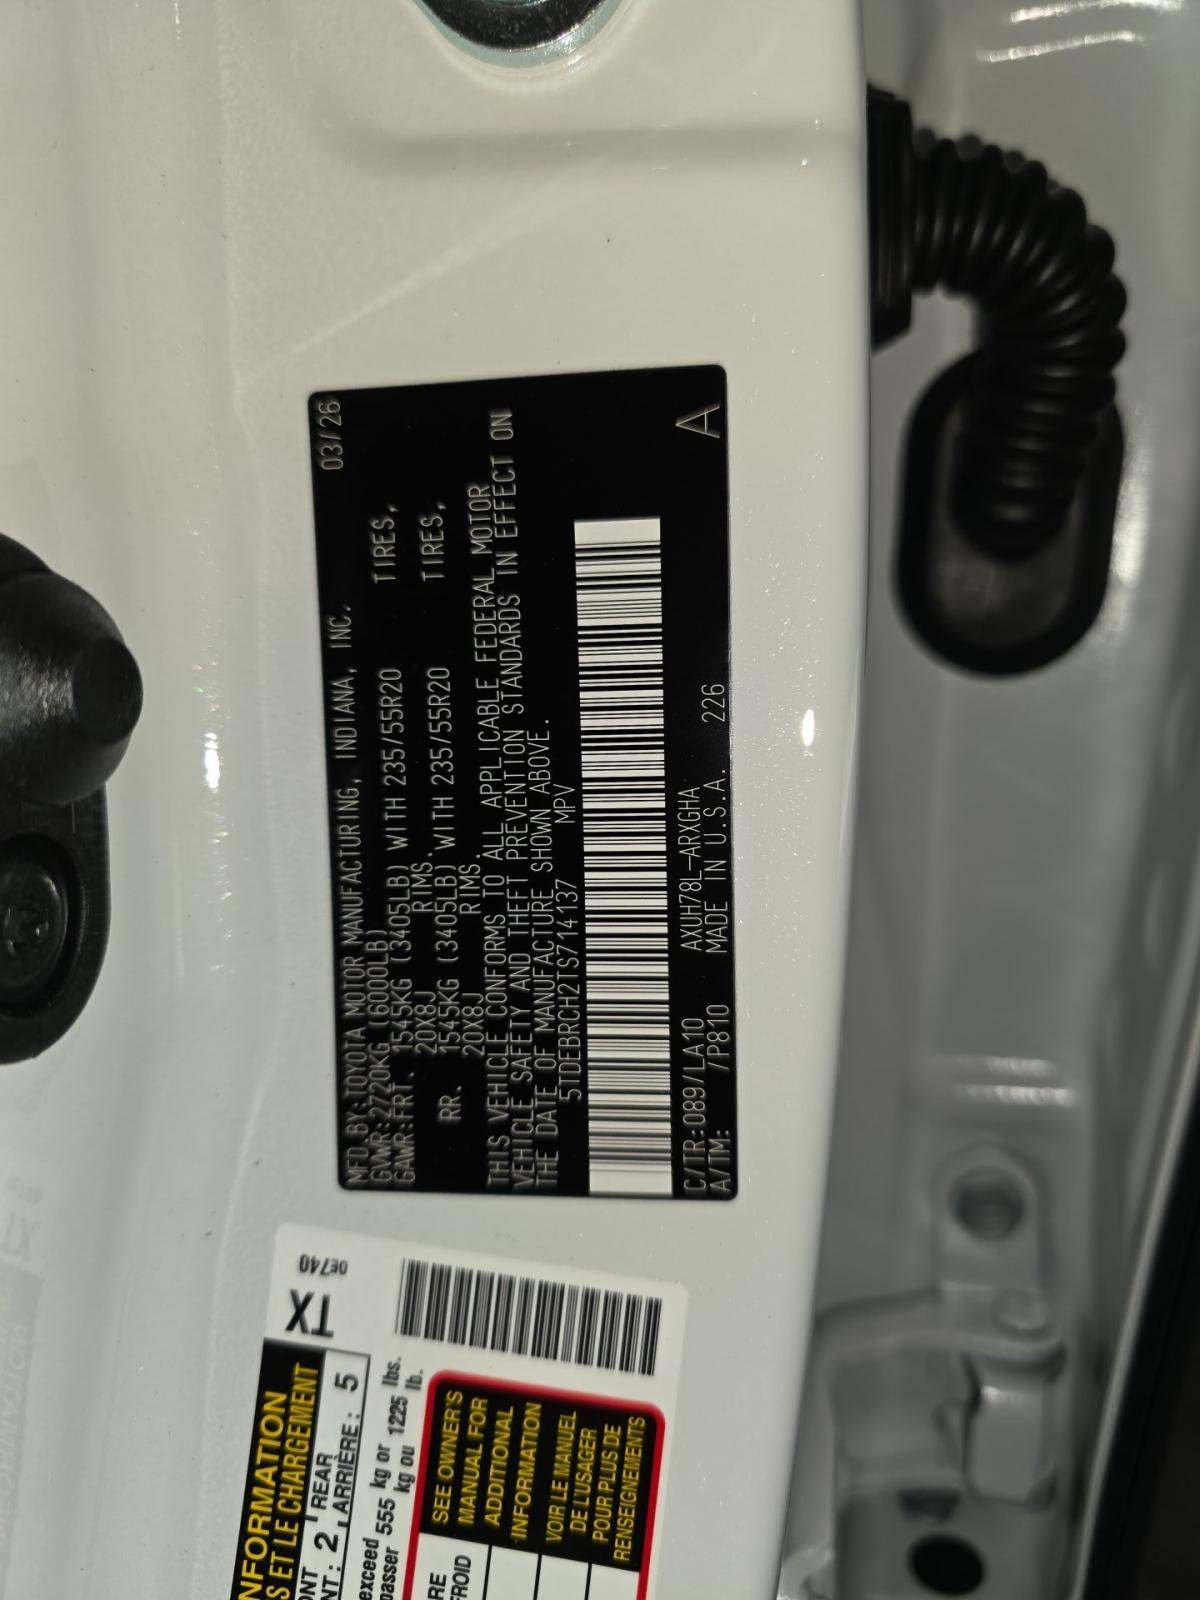 03/26
MFD.BY:TOYOTA MOTOR MANUFACTURING, INDIANA, INC.
GVWR:2720KG (6000LB)
GAWR:FRT. 1545KG (3405LB) WITH 235/55R20 TIRES,
20X8J RIMS.
RR. 1545KG (3405LB) WITH 235/55R20 TIRES,
20X8J RIMS.
THIS VEHICLE CONFORMS TO ALL APPLICABLE FEDERAL MOTOR
VEHICLE SAFETY AND THEFT PREVENTION STANDARDS IN EFFECT ON
THE DATE OF MANUFACTURE SHOWN ABOVE.
5TDEBRCH2TS714137 MPV
C/TR:089/LA10 AXUH78L-ARXGHA
A/TM: /P810 MADE IN U.S.A. 226
A
0E740
TX
NFORMATION
S ET LE CHARGEMENT
ONT 2 REAR 5
NT: ARRIÈRE:
exceed 555 kg or 1225 lbs.
passer kg ou lb.
SEE OWNER'S
MANUAL FOR
ADDITIONAL
INFORMATION
VOIR LE MANUEL
DE L'USAGER
POUR PLUS DE
RENSEIGNEMENTS
RE
FROID